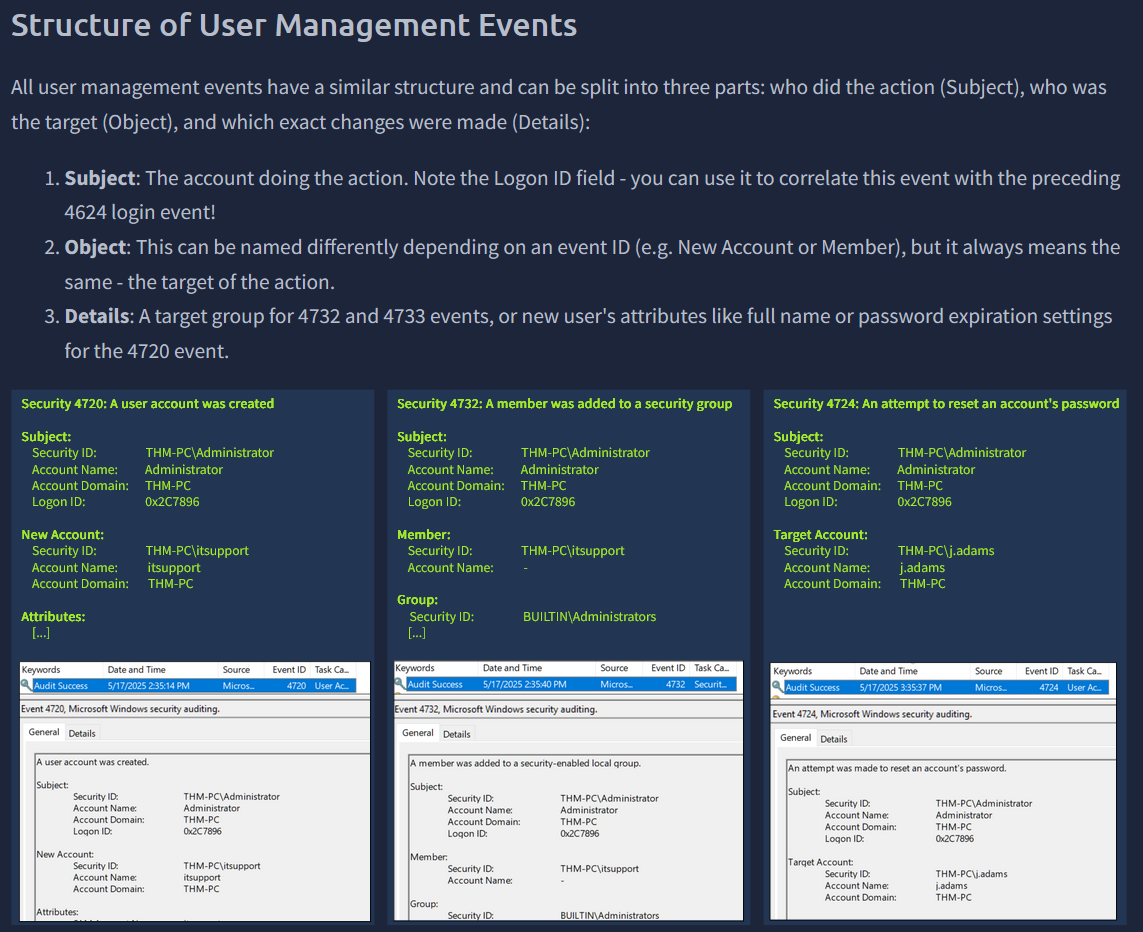 Structure of User Management Events
All user management events have a similar structure and can be split into three parts: who did the action (Subject), who was
the target (Object), and which exact changes were made (Details):
1. Subject: The account doing the action. Note the Logon ID field - you can use it to correlate this event with the preceding
4624 login event!
2. Object: This can be named differently depending on an event ID (e.g. New Account or Member), but it always means the
same - the target of the action.
3. Details: A target group for 4732 and 4733 events, or new user's attributes like full name or password expiration settings
for the 4720 event.
Security 4720: A user account was created
Subject:
Security ID: THM-PC\Administrator
Account Name: Administrator
Account Domain: THM-PC
Logon ID: 0x2C7896
New Account:
Security ID: THM-PC\itsupport
Account Name: itsupport
Account Domain: THM-PC
Attributes:
[...]
Keywords Date and Time Source Event ID Task Ca...
Audit Success 5/17/2025 2:35:14 PM Micros... 4720 User Ac...
Event 4720, Microsoft Windows security auditing.
General Details
A user account was created.
Subject:
Security ID: THM-PC\Administrator
Account Name: Administrator
Account Domain: THM-PC
Logon ID: 0x2C7896
New Account:
Security ID: THM-PC\itsupport
Account Name: itsupport
Account Domain: THM-PC
Attributes:
Security 4732: A member was added to a security group
Subject:
Security ID: THM-PC\Administrator
Account Name: Administrator
Account Domain: THM-PC
Logon ID: 0x2C7896
Member:
Security ID: THM-PC\itsupport
Account Name: -
Group:
Security ID: BUILTIN\Administrators
[...]
Keywords Date and Time Source Event ID Task Ca...
Audit Success 5/17/2025 2:35:40 PM Micros... 4732 Securit...
Event 4732, Microsoft Windows security auditing.
General Details
A member was added to a security-enabled local group.
Subject:
Security ID: THM-PC\Administrator
Account Name: Administrator
Account Domain: THM-PC
Logon ID: 0x2C7896
Member:
Security ID: THM-PC\itsupport
Account Name: -
Group:
Security ID: BUILTIN\Administrators
Security 4724: An attempt to reset an account's password
Subject:
Security ID: THM-PC\Administrator
Account Name: Administrator
Account Domain: THM-PC
Logon ID: 0x2C7896
Target Account:
Security ID: THM-PC\j.adams
Account Name: j.adams
Account Domain: THM-PC
Keywords Date and Time Source Event ID Task Ca...
Audit Success 5/17/2025 3:35:37 PM Micros... 4724 User Ac...
Event 4724, Microsoft Windows security auditing.
General Details
An attempt was made to reset an account's password.
Subject:
Security ID: THM-PC\Administrator
Account Name: Administrator
Account Domain: THM-PC
Logon ID: 0x2C7896
Target Account:
Security ID: THM-PC\j.adams
Account Name: j.adams
Account Domain: THM-PC